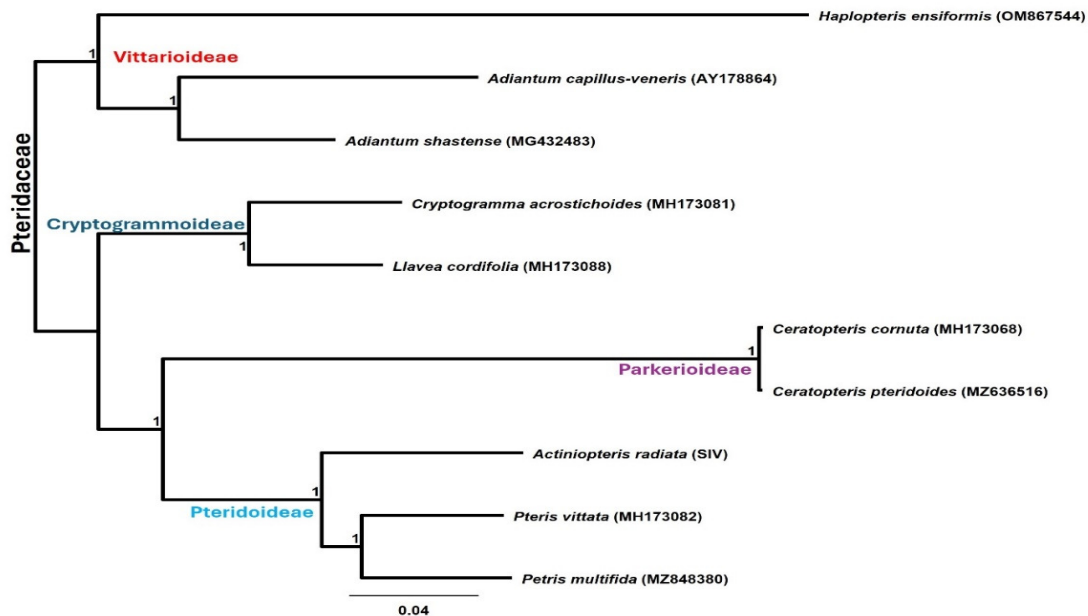 Haplopteris ensiformis (OM867544)
1
Vittarioideae
Adiantum capillus-veneris (AY178864)
1
Adiantum shastense (MG432483)
Pteridaceae
Cryptogramma acrostichoides (MH173081)
Cryptogrammoideae
1
Llavea cordifolia (MH173088)
Ceratopteris cornuta (MH173068)
1
Parkerioideae
Ceratopteris pteridoides (MZ636516)
1
Actiniopteris radiata (SIV)
1
Pteridoideae
Pteris vittata (MH173082)
1
Petris multifida (MZ848380)
0.04